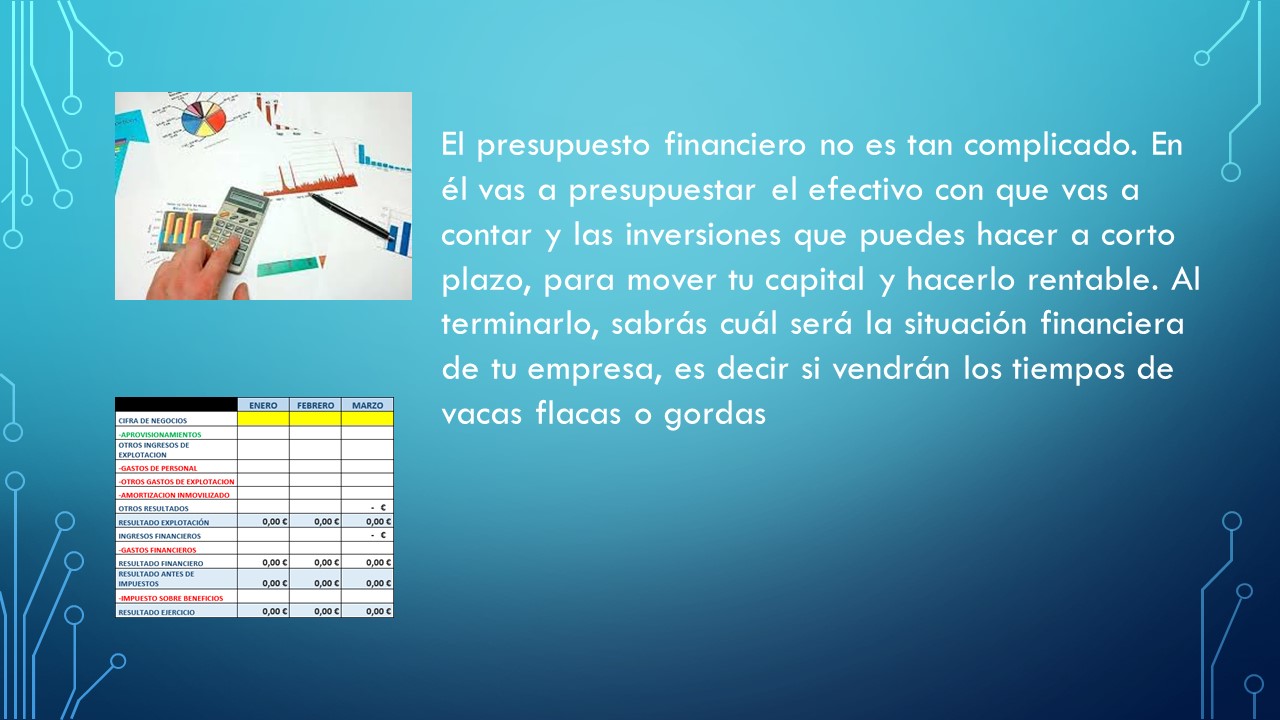 El presupuesto financiero no es tan complicado. En
él vas a presupuestar el efectivo con que vas a
contar y las inversiones que puedes hacer a corto
plazo, para mover tu capital y hacerlo rentable. Al
terminarlo, sabrás cuál será la situación financiera
de tu empresa, es decir si vendrán los tiempos de
vacas flacas o gordas
ENERO FEBRERO MARZO
CIFRA DE NEGOCIOS
-APROVISIONAMIENTOS
OTROS INGRESOS DE
EXPLOTACION
-GASTOS DE PERSONAL
-OTROS GASTOS DE EXPLOTACION
-AMORTIZACION INMOVILIZADO
OTROS RESULTADOS - €
RESULTADO EXPLOTACIÓN 0,00 € 0,00 € 0,00 €
INGRESOS FINANCIEROS - €
-GASTOS FINANCIEROS
RESULTADO FINANCIERO 0,00 € 0,00 € 0,00 €
RESULTADO ANTES DE
IMPUESTOS 0,00 € 0,00 € 0,00 €
-IMPUESTO SOBRE BENEFICIOS
RESULTADO EJERCICIO 0,00 € 0,00 € 0,00 €